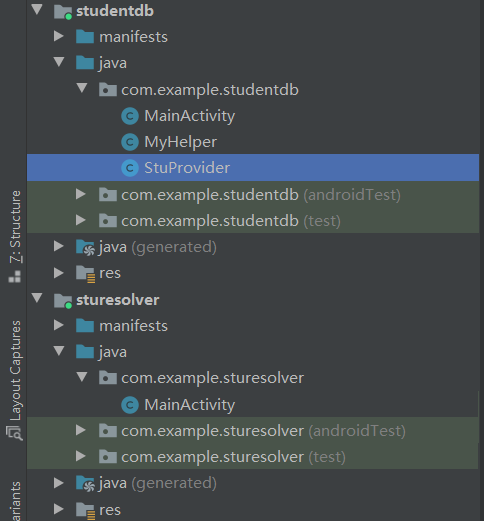 studentdb
manifests
java
com.example.studentdb
MainActivity
MyHelper
StuProvider
com.example.studentdb (androidTest)
com.example.studentdb (test)
java (generated)
res
sturesolver
manifests
java
com.example.sturesolver
MainActivity
com.example.sturesolver (androidTest)
com.example.sturesolver (test)
java (generated)
res
7: Structure
Layout Captures
ariants